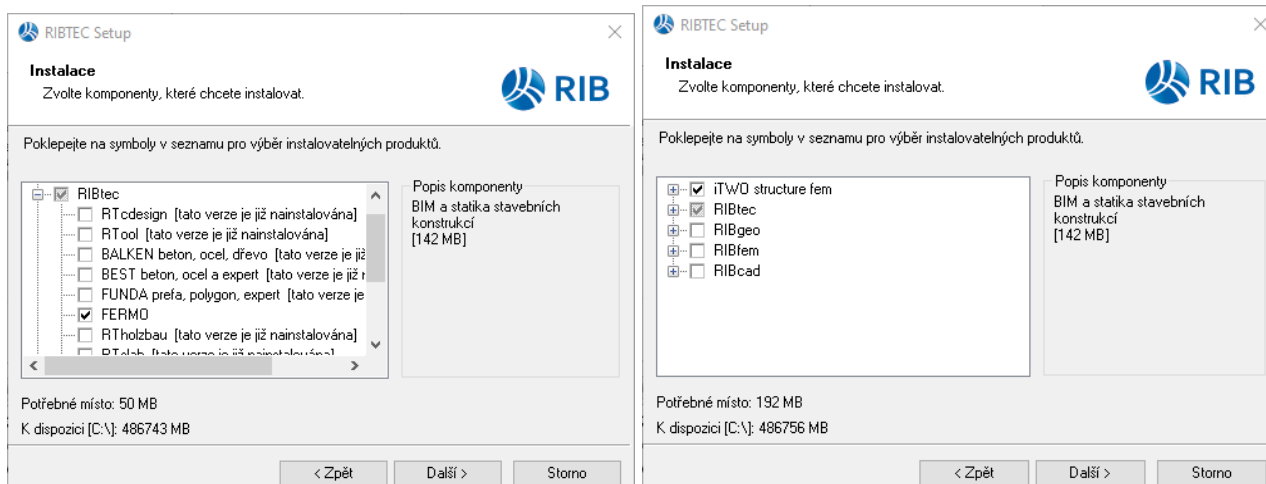 RIBTEC Setup
Instalace
Zvolte komponenty, které chcete instalovat.
RIB
Poklepejte na symboly v seznamu pro výběr instalovatelných produktů.
RIBtec
RTcdesign [tato verze je již nainstalována]
RTool [tato verze je již nainstalována]
BALKEN beton, ocel, dřevo [tato verze je již
BEST beton, ocel a expert [tato verze je již
FUNDA prefa, polygon, expert [tato verze je
FERMO
RTholzbau [tato verze je již nainstalována]
Popis komponenty
BIM a statika stavebních
konstrukcí
[142 MB]
Potřebné místo: 50 MB
K dispozici [C:\]: 486743 MB
< Zpět
Další >
Storno
RIBTEC Setup
Instalace
Zvolte komponenty, které chcete instalovat.
RIB
Poklepejte na symboly v seznamu pro výběr instalovatelných produktů.
iTWO structure fem
RIBtec
RIBgeo
RIBfem
RIBcad
Popis komponenty
BIM a statika stavebních
konstrukcí
[142 MB]
Potřebné místo: 192 MB
K dispozici [C:\]: 486756 MB
< Zpět
Další >
Storno